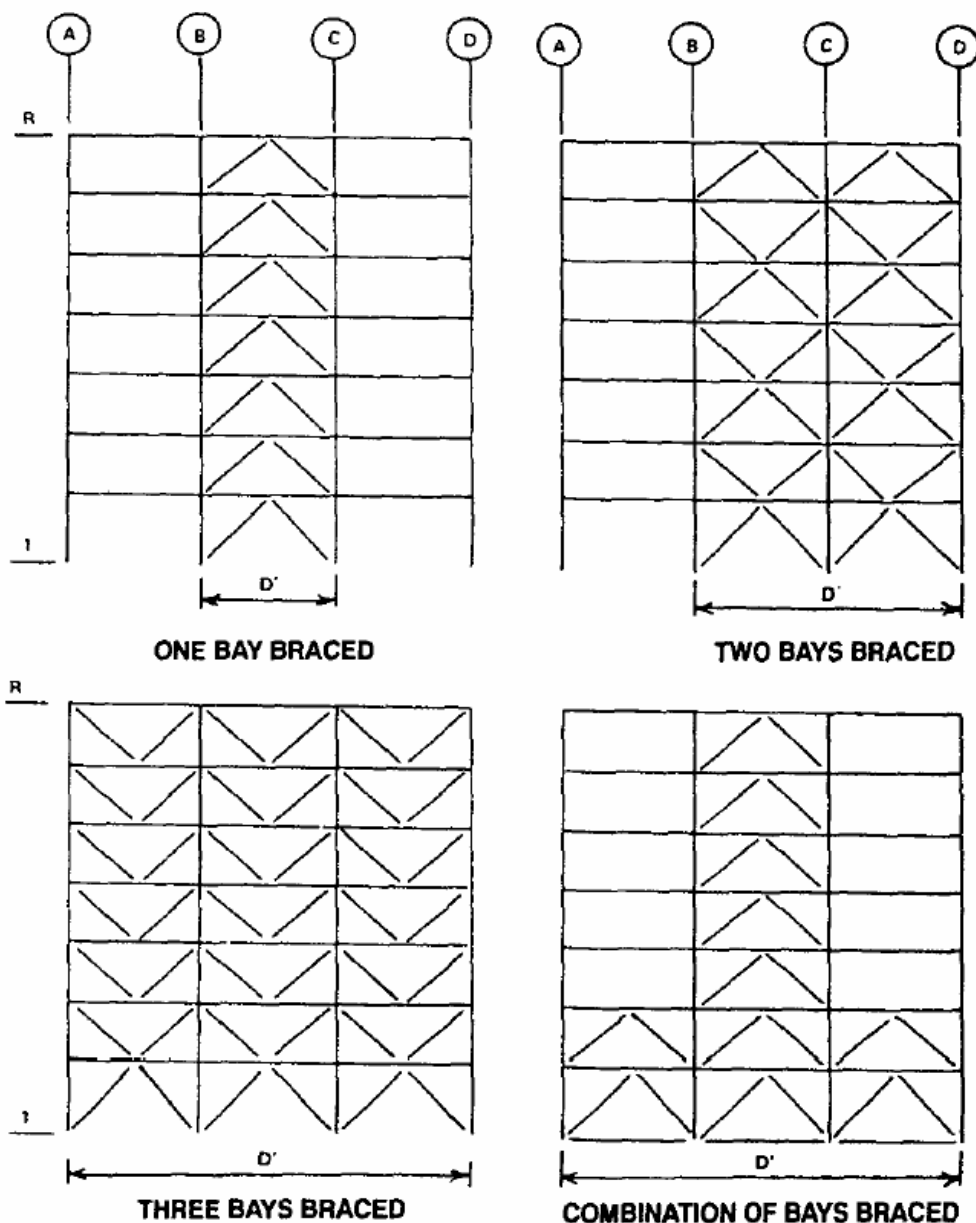 A B C D A B C D
R
1
D'
D'
ONE BAY BRACED
TWO BAYS BRACED
R
1
D'
D'
THREE BAYS BRACED
COMBINATION OF BAYS BRACED